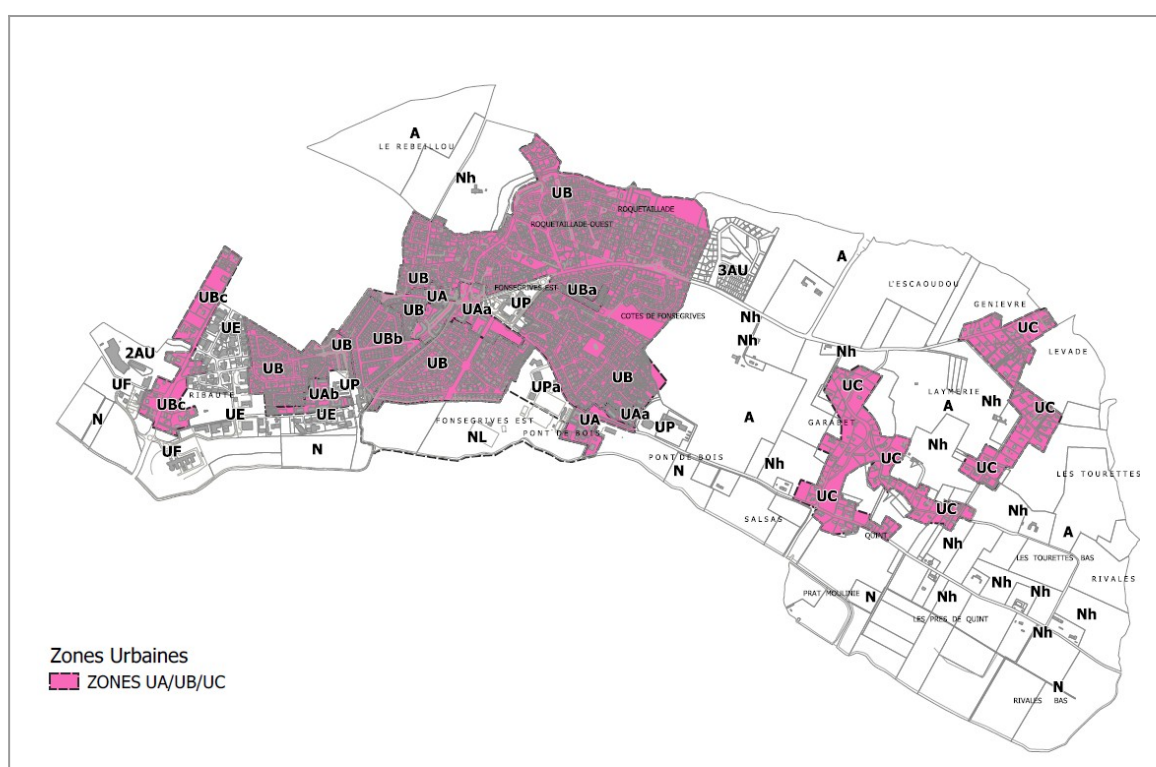 A
LE REBEILLOU
Nh
UB
ROQUETAILLADE
ROQUETAILLADE-OUEST
3AU
A
L'ESCAOUDOU
GENIEVRE
UC
LEVADE
UB
UA
FONSEGRIVES EST
UBa
UBc
UAa
UP
UB
COTES DE FONSEGRIVES
Nh
UE
UB
UBb
Nh
Nh
2AU
UB
UB
UB
UC
LAYMERIE
UF
RIBAUTE
UAb
UP
UPa
A
Nh
UC
UBc
UE
UE
UA
UAa
A
GARABET
N
FONSEGRIVES EST
NL
PONT DE BOIS
UP
Nh
N
UF
PONT DE BOIS
N
Nh
UC
UC
LES TOURETTES
UC
UC
SALSAS
QUINT
Nh
A
Nh
LES TOURETTES BAS
RIVALES
PRAT MOULINIE
N
Nh
Nh
Nh
LES PRES DE QUINT
Nh
Nh
N
RIVALES BAS
Zones Urbaines
ZONES UA/UB/UC